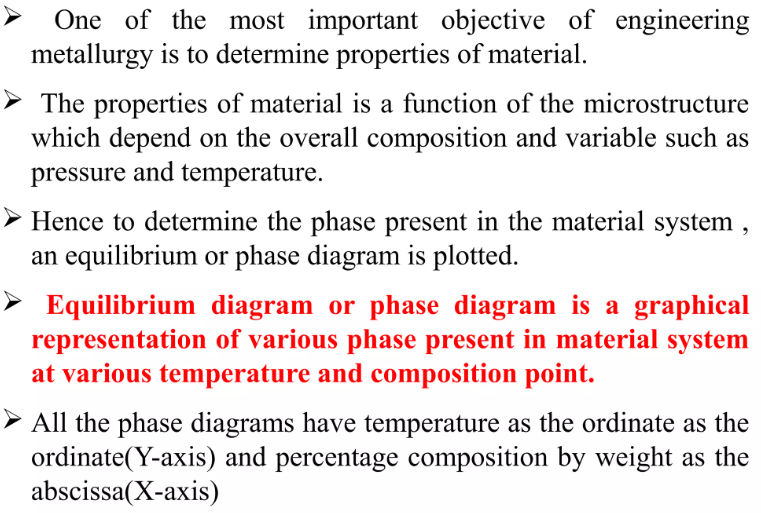 ➢ One of the most important objective of engineering
metallurgy is to determine properties of material.
➢ The properties of material is a function of the microstructure
which depend on the overall composition and variable such as
pressure and temperature.
➢ Hence to determine the phase present in the material system ,
an equilibrium or phase diagram is plotted.
➢ Equilibrium diagram or phase diagram is a graphical
representation of various phase present in material system
at various temperature and composition point.
➢ All the phase diagrams have temperature as the ordinate as the
ordinate(Y-axis) and percentage composition by weight as the
abscissa(X-axis)